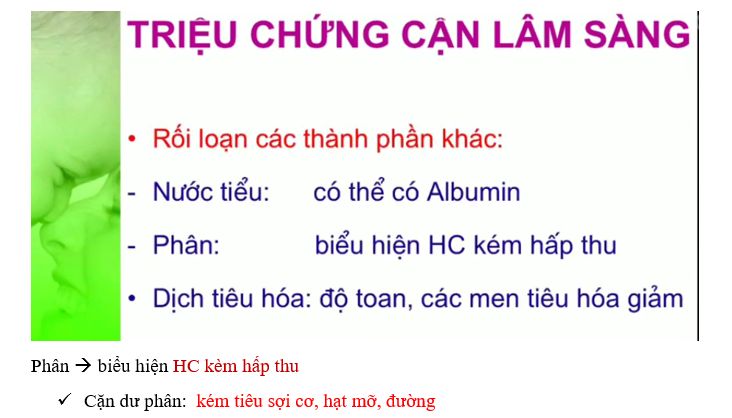 TRIỆU CHỨNG CẬN LÂM SÀNG
• Rối loạn các thành phần khác:
- Nước tiểu: có thể có Albumin
- Phân: biểu hiện HC kém hấp thu
• Dịch tiêu hóa: độ toan, các men tiêu hóa giảm
Phân → biểu hiện HC kèm hấp thu
✓ Cặn dư phân: kém tiêu sợi cơ, hạt mỡ, đường